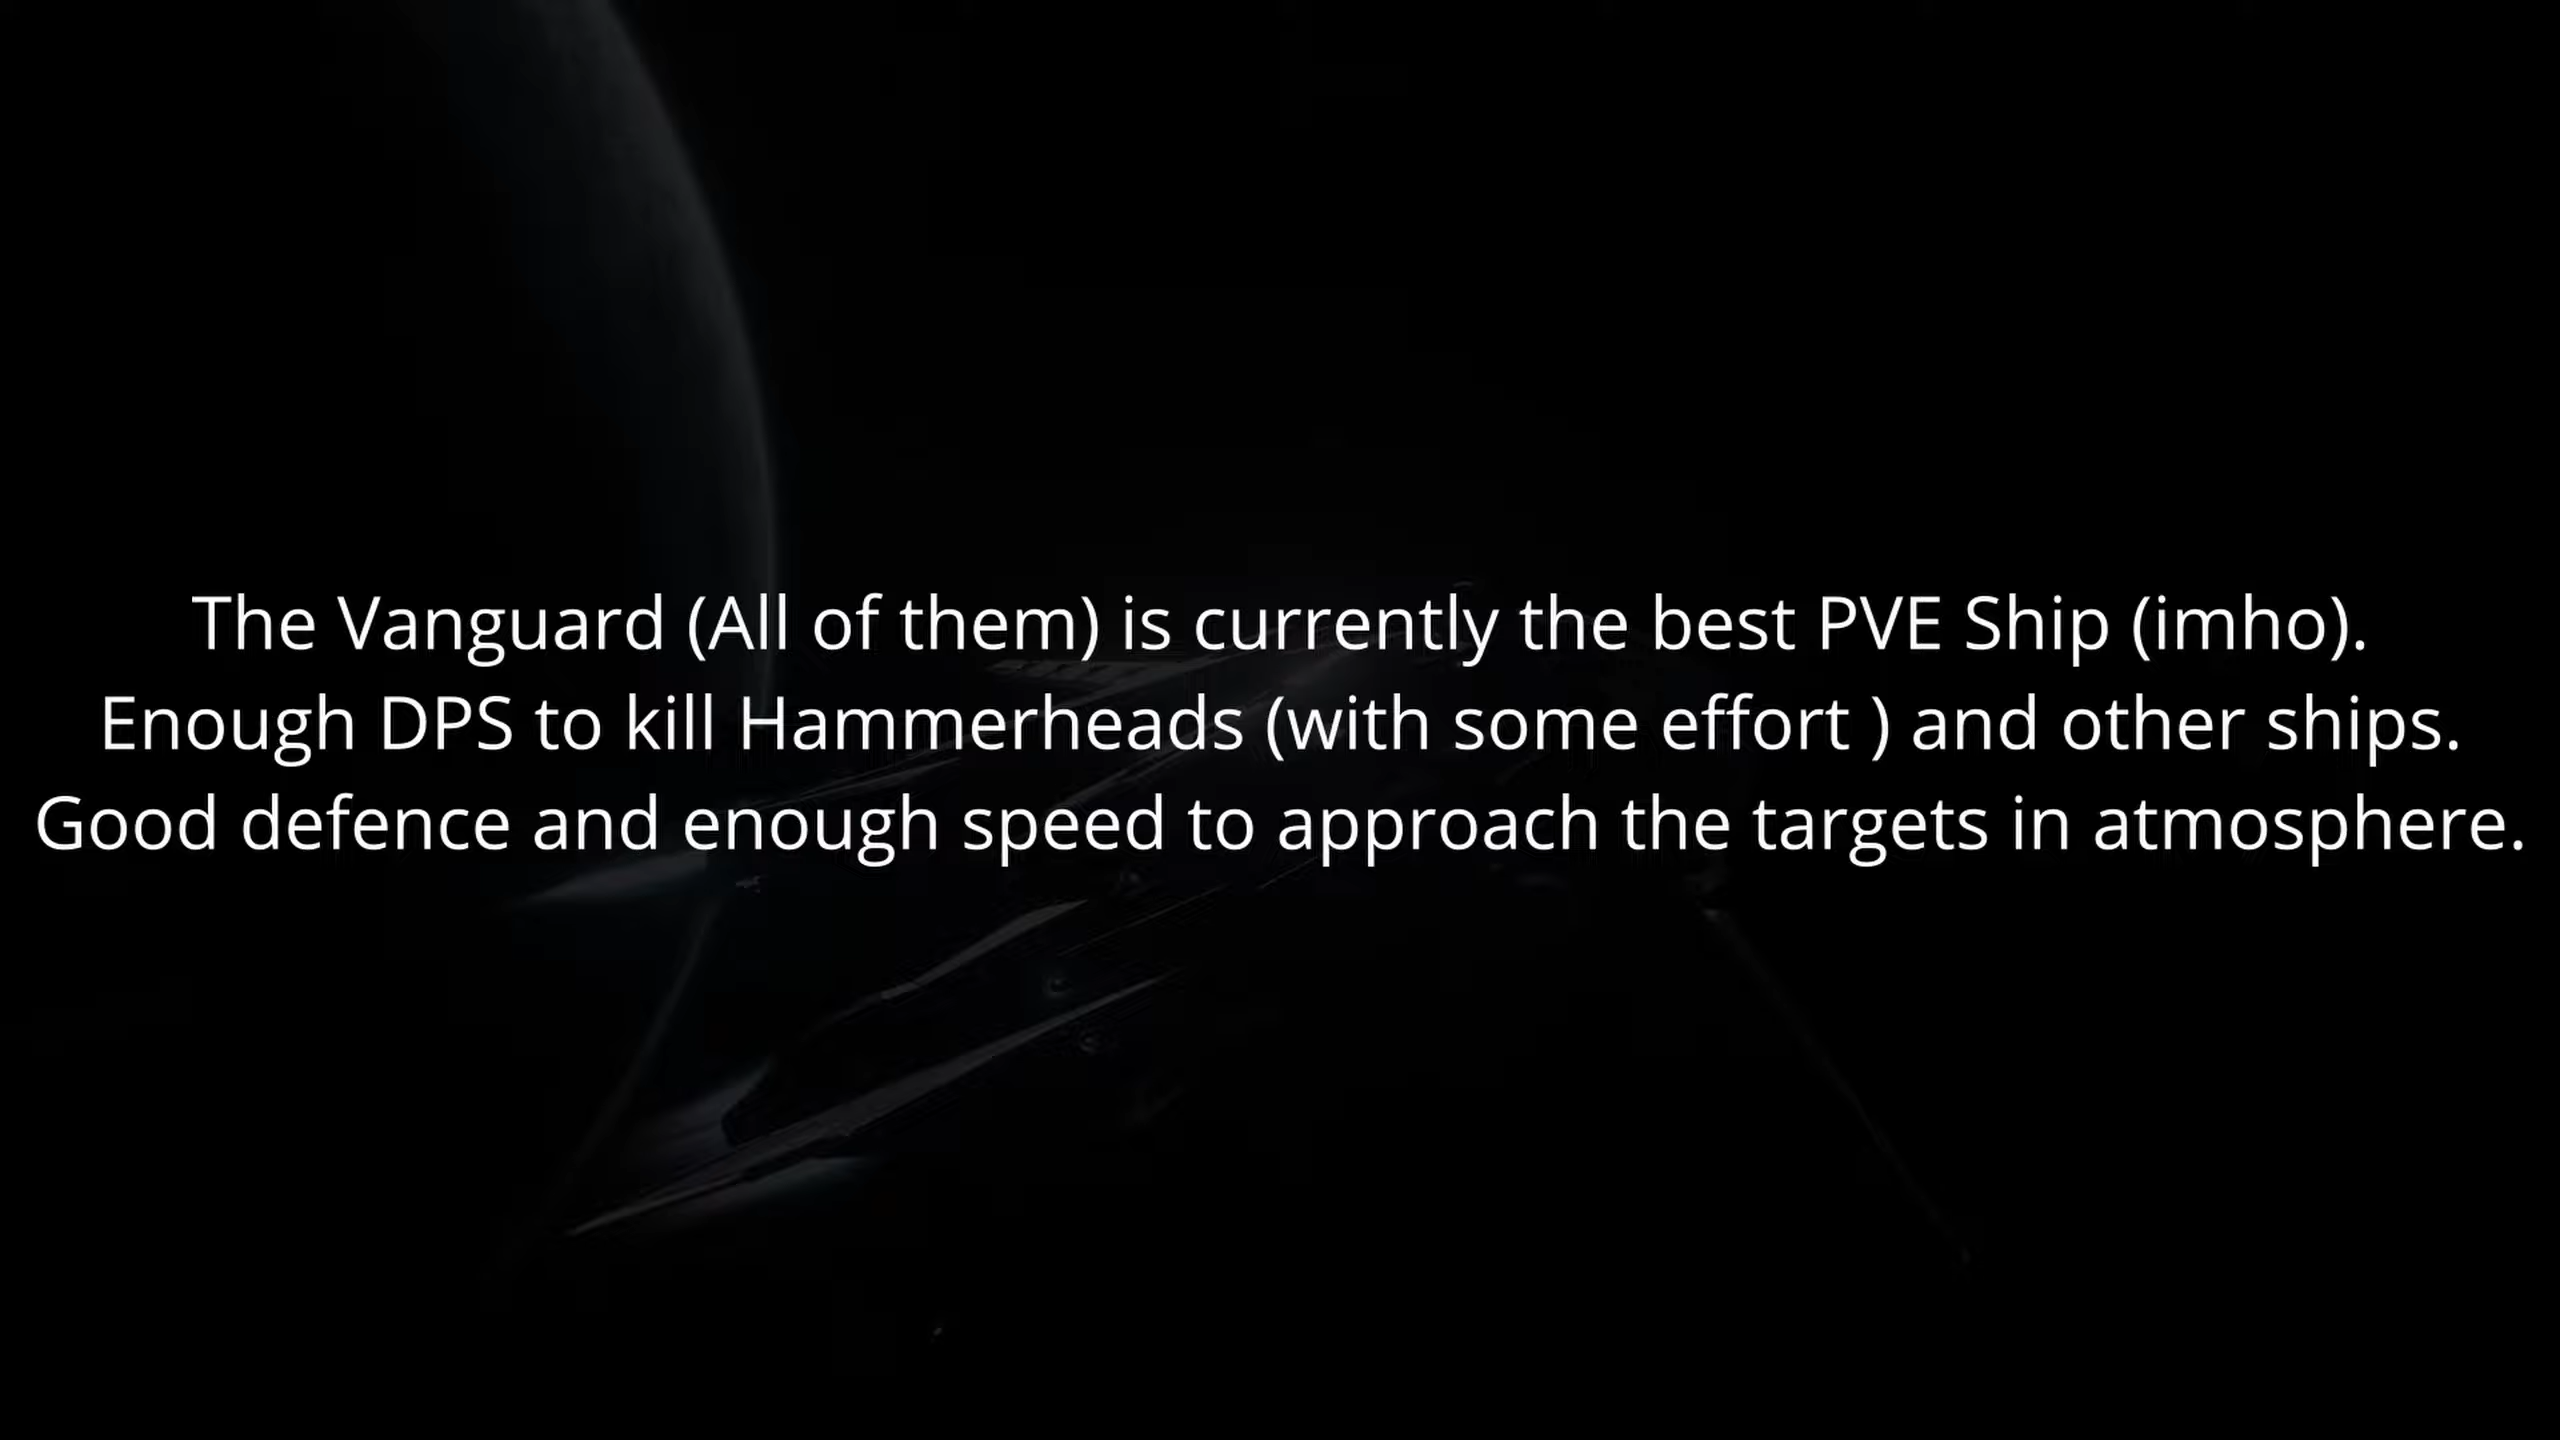 The Vanguard (All of them) is currently the best PVE Ship (imho).
Enough DPS to kill Hammerheads (with some effort ) and other ships.
Good defence and enough speed to approach the targets in atmosphere.